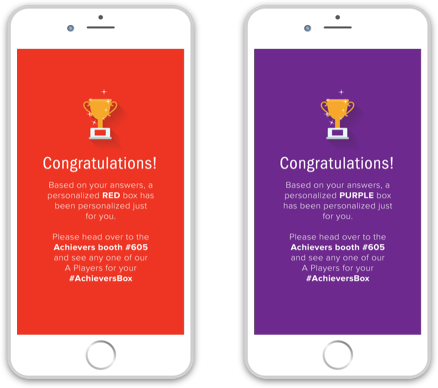 Congratulations!
Based on your answers, a
personalized RED box has
been personalized just
for you.
Please head over to the
Achievers booth #605
and see any one of our
A Players for your
#AchieversBox
Congratulations!
Based on your answers, a
personalized PURPLE box
has been personalized just
for you.
Please head over to the
Achievers booth #605
and see any one of our
A Players for your
#AchieversBox